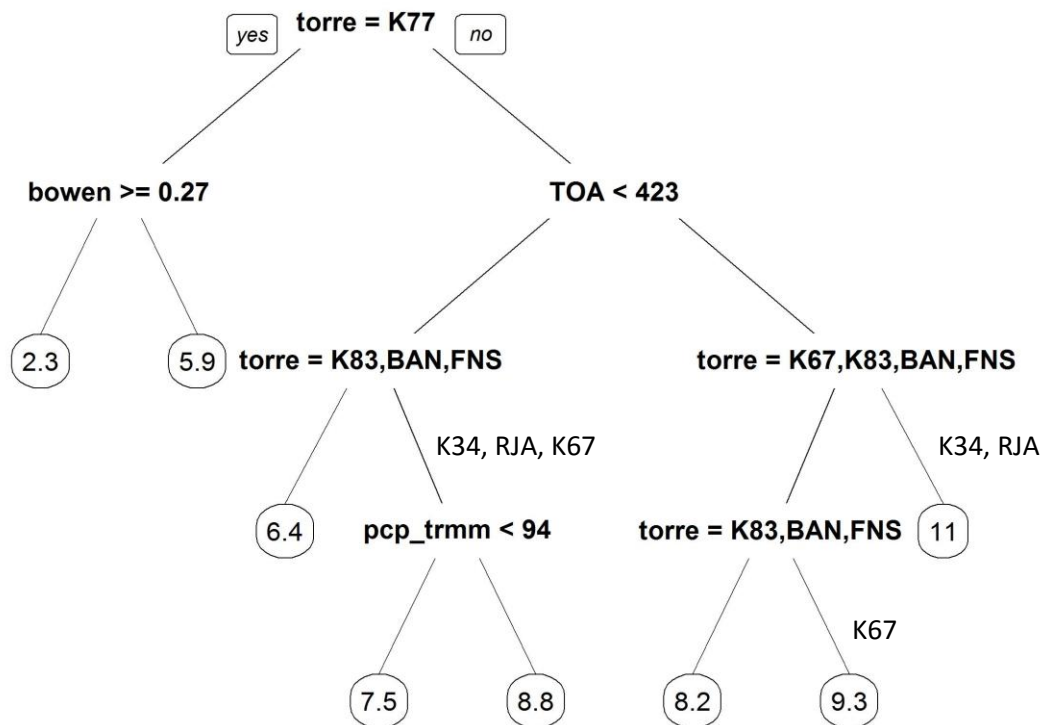 yes torre = K77 no
bowen >= 0.27 TOA < 423
2.3 5.9 torre = K83,BAN,FNS torre = K67,K83,BAN,FNS
K34, RJA, K67 K34, RJA
6.4 pcp_trmm < 94 torre = K83,BAN,FNS 11
K67
7.5 8.8 8.2 9.3